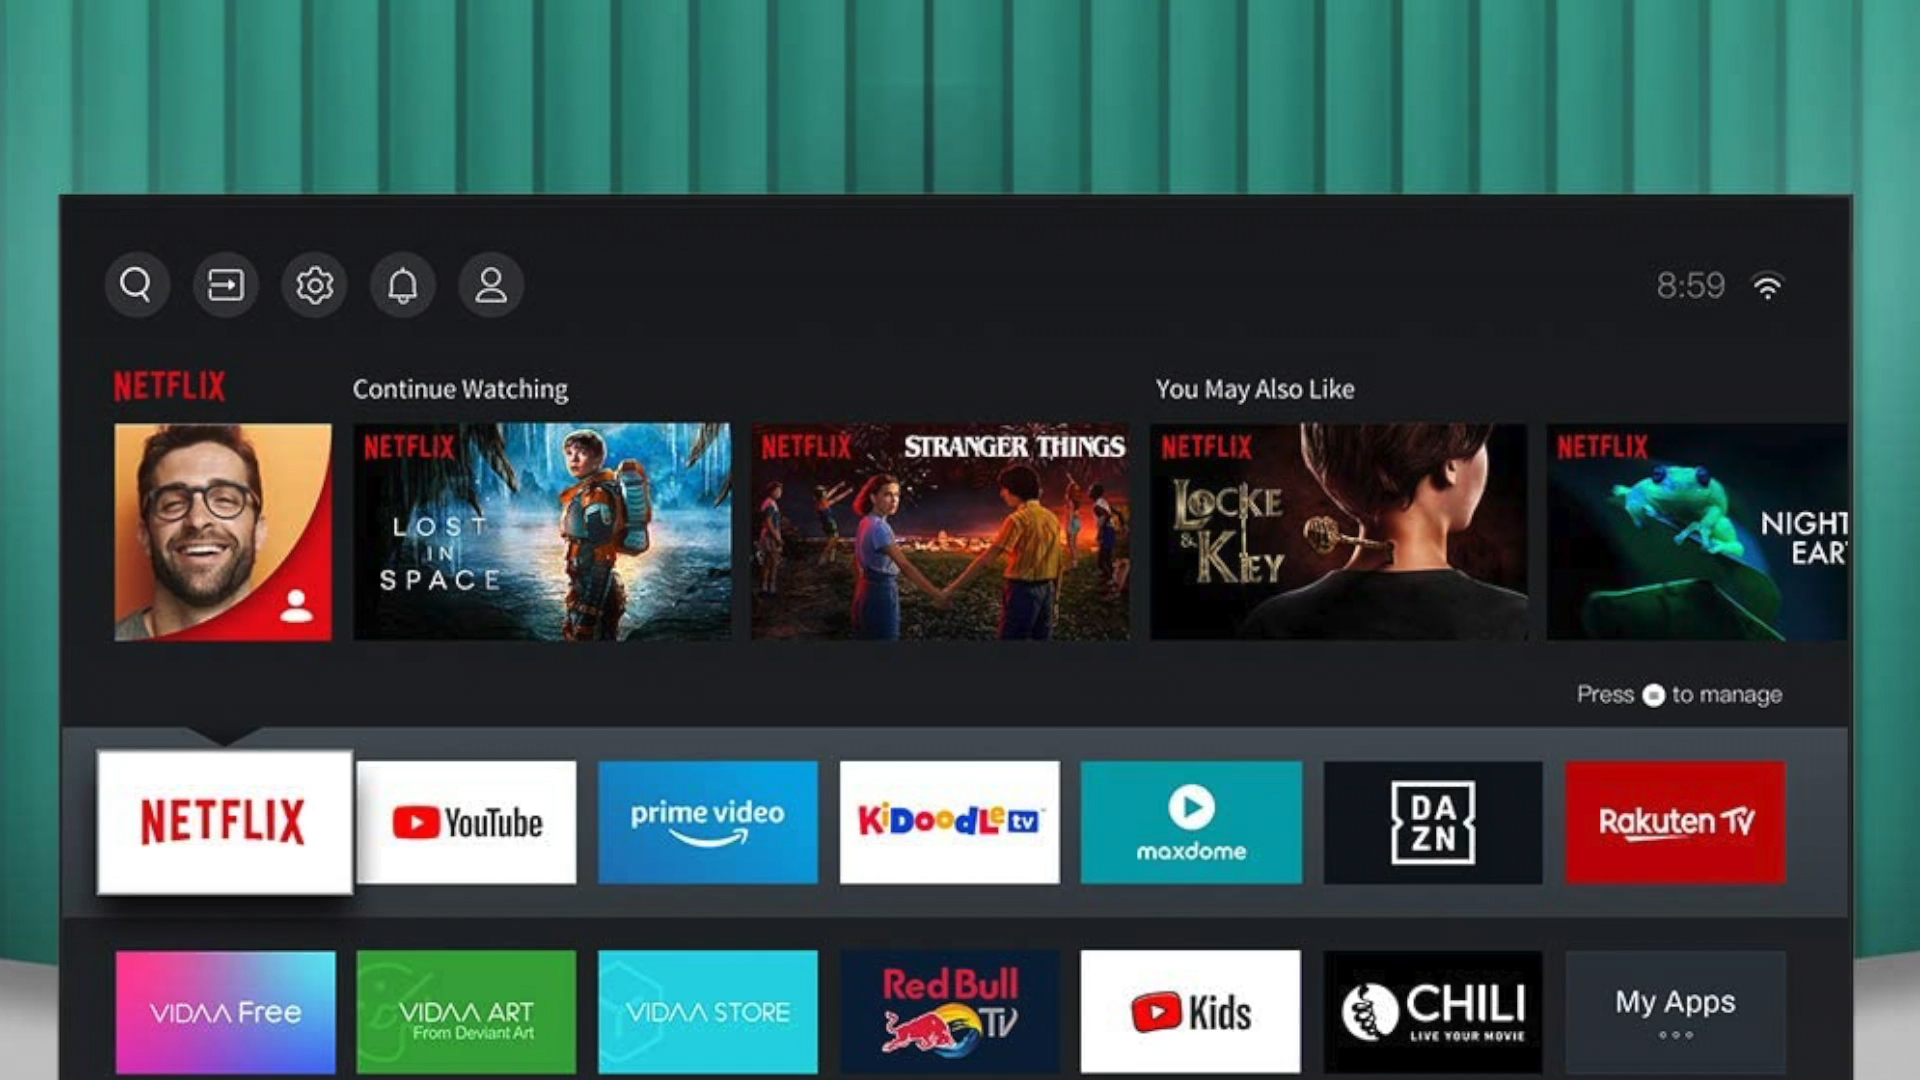 8:59
NETFLIX
Continue Watching
You May Also Like
NETFLIX
LOST
IN
SPACE
NETFLIX
STRANGER THINGS
NETFLIX
LOCKE
& KEY
NETFLIX
NIGHT
EAR
Press to manage
NETFLIX
YouTube
prime video
KiDoodLe tv
maxdome
DA
ZN
Rakuten TV
VIDAA Free
VIDAA ART
From Deviant Art
VIDAA STORE
Red Bull
TV
Kids
CHILI
LIVE YOUR MOVIE
My Apps